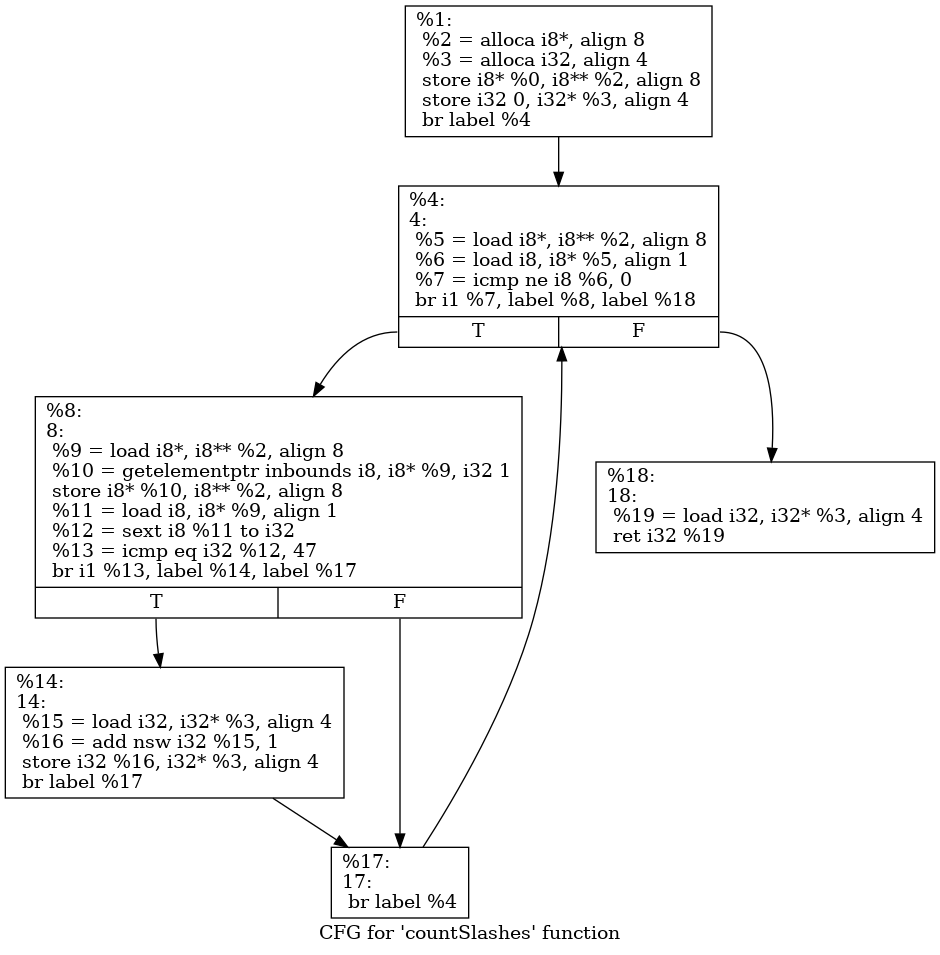 %1:
%2 = alloca i8*, align 8
%3 = alloca i32, align 4
store i8* %0, i8** %2, align 8
store i32 0, i32* %3, align 4
br label %4
%4:
4:
%5 = load i8*, i8** %2, align 8
%6 = load i8, i8* %5, align 1
%7 = icmp ne i8 %6, 0
br i1 %7, label %8, label %18
T F
%8:
8:
%9 = load i8*, i8** %2, align 8
%10 = getelementptr inbounds i8, i8* %9, i32 1
store i8* %10, i8** %2, align 8
%11 = load i8, i8* %9, align 1
%12 = sext i8 %11 to i32
%13 = icmp eq i32 %12, 47
br i1 %13, label %14, label %17
T F
%18:
18:
%19 = load i32, i32* %3, align 4
ret i32 %19
%14:
14:
%15 = load i32, i32* %3, align 4
%16 = add nsw i32 %15, 1
store i32 %16, i32* %3, align 4
br label %17
%17:
17:
br label %4
CFG for 'countSlashes' function